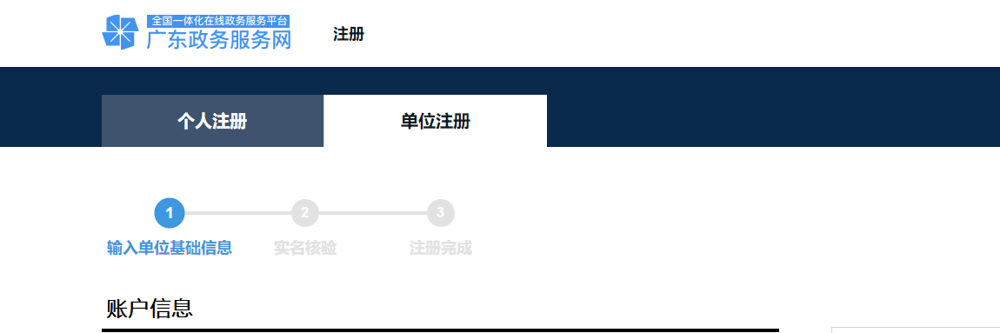 全国一体化在线政务服务平台
广东政务服务网
注册
个人注册
单位注册
1
2
3
输入单位基础信息
实名核验
注册完成
账户信息